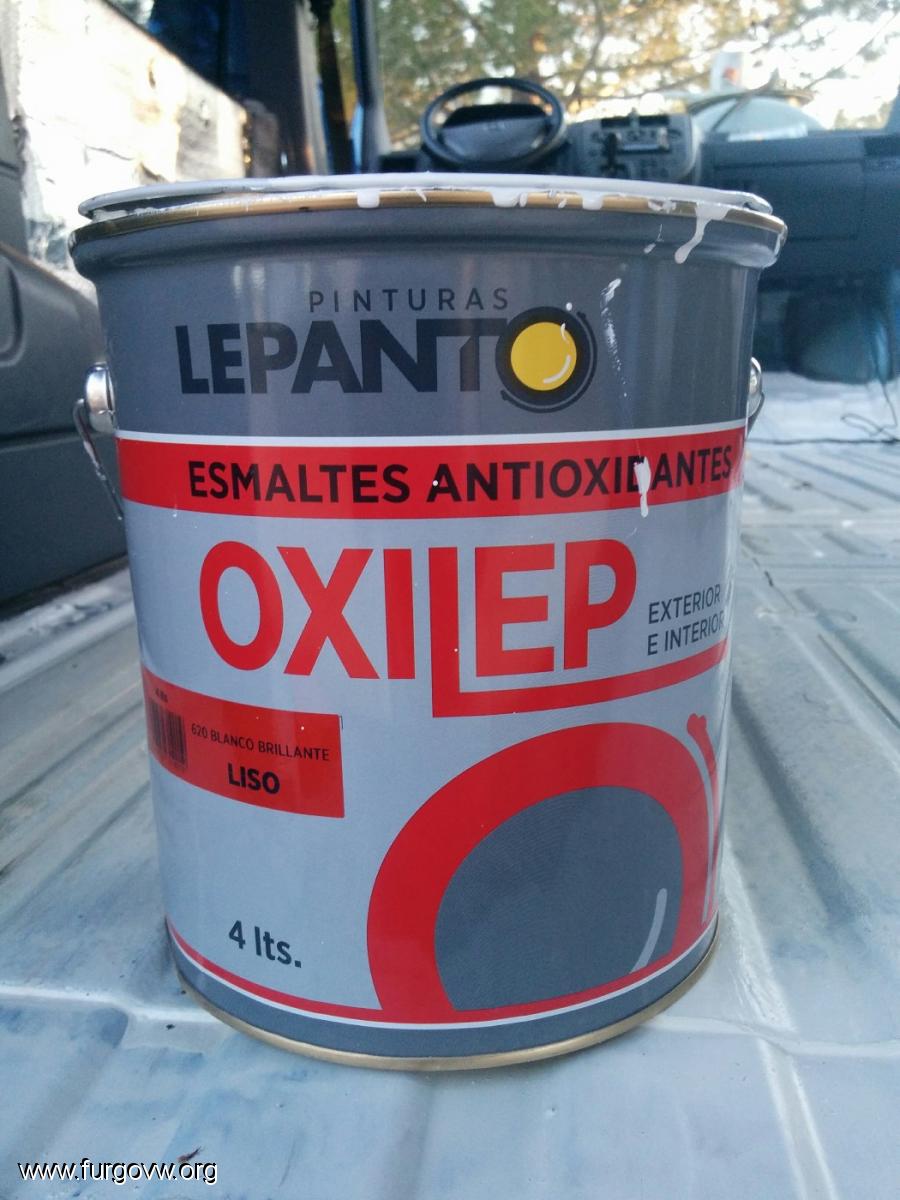 PINTURAS
LEPANTO
ESMALTES ANTIOXIDANTES
OXILEP
EXTERIOR
E INTERIOR
620 BLANCO BRILLANTE
LISO
4 lts.
www.furgovw.org